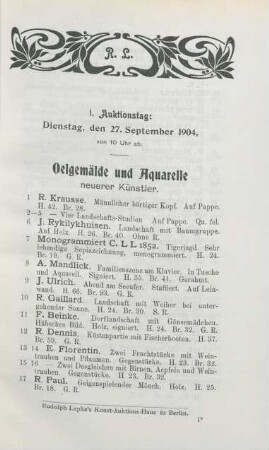 R. L.
I. Auktionstag:
Dienstag, den 27. September 1904,
von 10 Uhr ab.
Oelgemälde und Aquarelle
neuerer Künstler.
1 R. Krausse. Männlicher bärtiger Kopf. Auf Pappe.
H. 42. Br. 28.
2—5 — Vier Landschafts-Studien Auf Pappe. Qu. fol.
6 J. Rykilykhuisen. Landschaft mit Baumgruppe.
Auf Holz H. 26. Br. 40. Ohne R.
7 Monogrammiert C. L. L. 1852. Tigerjagd. Sehr
lebendige Sepiazeichnung, monogrammiert. H. 24.
Br. G. R.
8 A. Mandlick. Familienszene am Klavier. In Tusche
und Aquarell. Signiert. H. 35. Br. 41. Gerahmt.
9 J. Ulrich. Abend am Seeufer. Staffiert. Auf Lein-
wand. H. 66. Br. 93. G. R.
10 R. Gaillard. Landschaft mit Weiher bei unter-
gehender Sonne. H. 24. Br. 30. S. R.
11 F. Beinke. Dorflandschaft mit Gänsemädchen.
Hübsches Bild. Holz, signiert. H. 32. Br. 24. G. R.
12 R. Dennis. Küstenpartie mit Fischerbooten. H. 37.
Br. 59. G. R.
13 14 E. Florentin. Zwei Fruchtstücke mit Wein-
trauben und Pflaumen. Gegenstücke. H. 23. Br. 32.
15 16 — Zwei Desgleichen mit Birnen, Aepfeln und Wein-
trauben. Gegenstücke. H. 23. Br. 32.
17 R. Paul. Geigenspielender Mönch. Holz. H. 25.
Br. 18. G. R.
Rudolph Lepke's Kunst-Auctions-Haus in Berlin.
1*